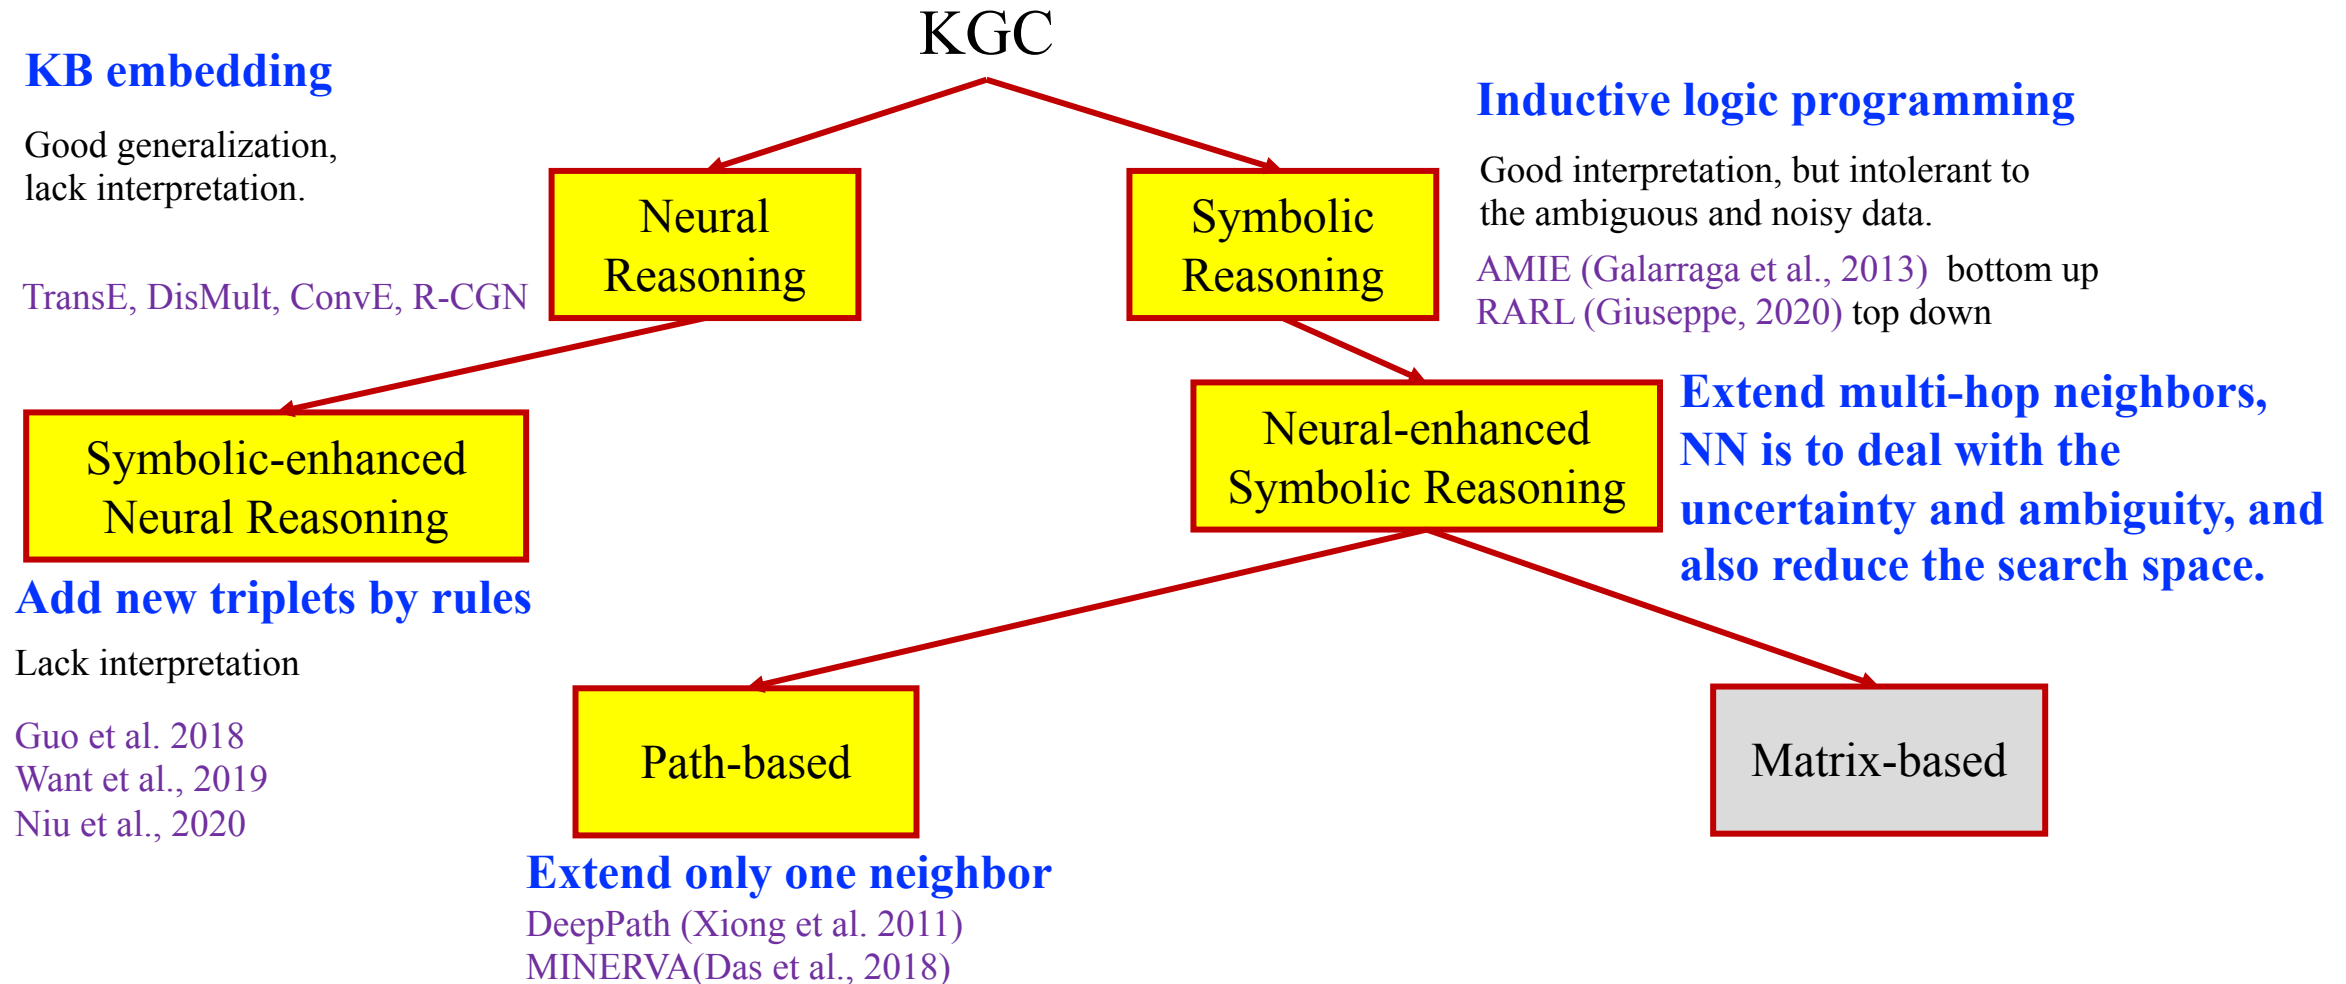 KGC
KB embedding
Good generalization,
lack interpretation.
TransE, DisMult, ConvE, R-CGN
Neural
Reasoning
Symbolic
Reasoning
Inductive logic programming
Good interpretation, but intolerant to
the ambiguous and noisy data.
AMIE (Galarraga et al., 2013) bottom up
RARL (Giuseppe, 2020) top down
Symbolic-enhanced
Neural Reasoning
Add new triplets by rules
Lack interpretation
Guo et al. 2018
Want et al., 2019
Niu et al., 2020
Neural-enhanced
Symbolic Reasoning
Extend multi-hop neighbors,
NN is to deal with the
uncertainty and ambiguity, and
also reduce the search space.
Path-based
Extend only one neighbor
DeepPath (Xiong et al. 2011)
MINERVA(Das et al., 2018)
Matrix-based